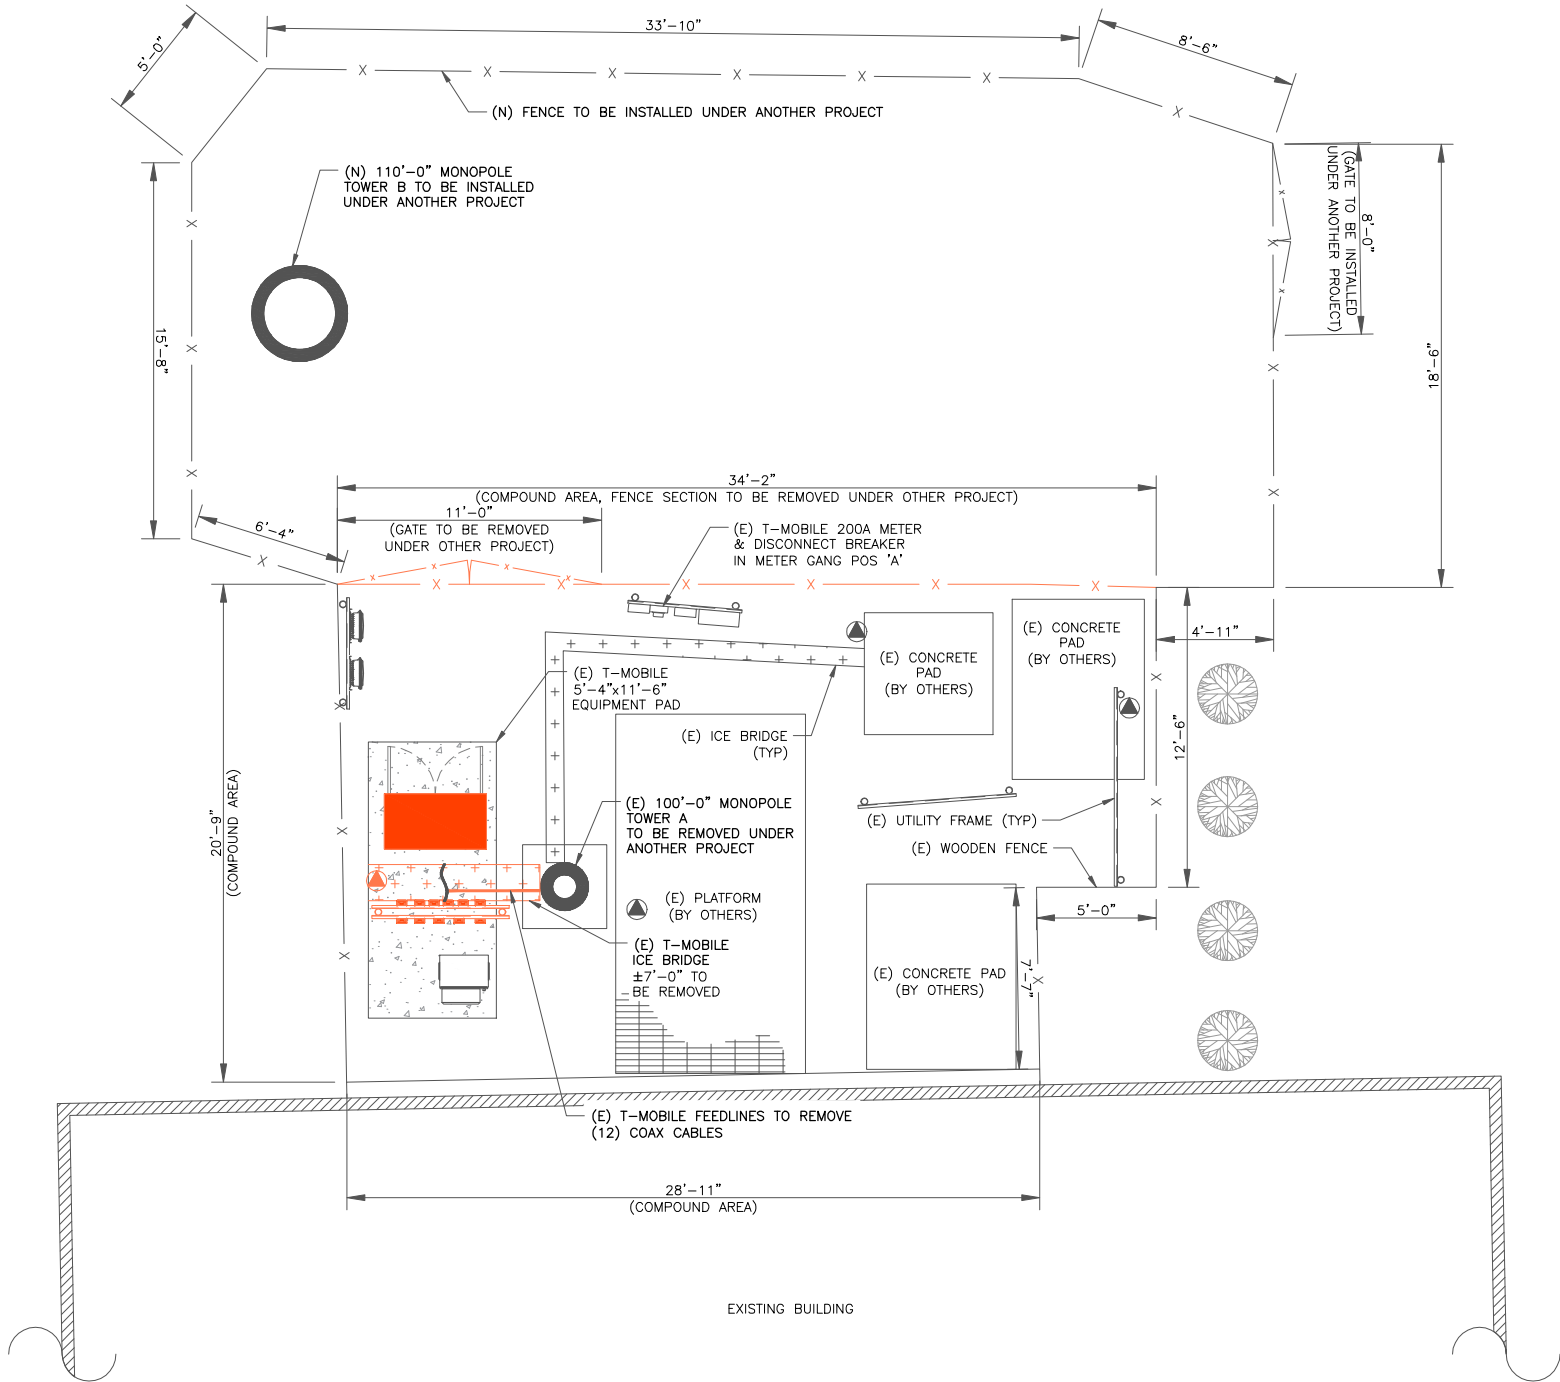 33'-10"
5'-0"
8'-6"
(N) FENCE TO BE INSTALLED UNDER ANOTHER PROJECT
(N) 110'-0" MONOPOLE
TOWER B TO BE INSTALLED
UNDER ANOTHER PROJECT
(GATE TO BE INSTALLED
UNDER ANOTHER PROJECT)
8'-0"
18'-6"
15'-8"
34'-2"
(COMPOUND AREA, FENCE SECTION TO BE REMOVED UNDER OTHER PROJECT)
11'-0"
(GATE TO BE REMOVED
UNDER OTHER PROJECT)
6'-4"
(E) T-MOBILE 200A METER
& DISCONNECT BREAKER
IN METER GANG POS 'A'
(E) CONCRETE
PAD
(BY OTHERS)
(E) CONCRETE
PAD
(BY OTHERS)
4'-11"
(E) T-MOBILE
5'-4"x11'-6"
EQUIPMENT PAD
(E) ICE BRIDGE
(TYP)
12'-6"
(E) 100'-0" MONOPOLE
TOWER A
TO BE REMOVED UNDER
ANOTHER PROJECT
(E) UTILITY FRAME (TYP)
(E) WOODEN FENCE
20'-9"
(COMPOUND AREA)
(E) PLATFORM
(BY OTHERS)
5'-0"
(E) T-MOBILE
ICE BRIDGE
±7'-0" TO
BE REMOVED
(E) CONCRETE PAD
(BY OTHERS)
7'-7"
(E) T-MOBILE FEEDLINES TO REMOVE
(12) COAX CABLES
28'-11"
(COMPOUND AREA)
EXISTING BUILDING